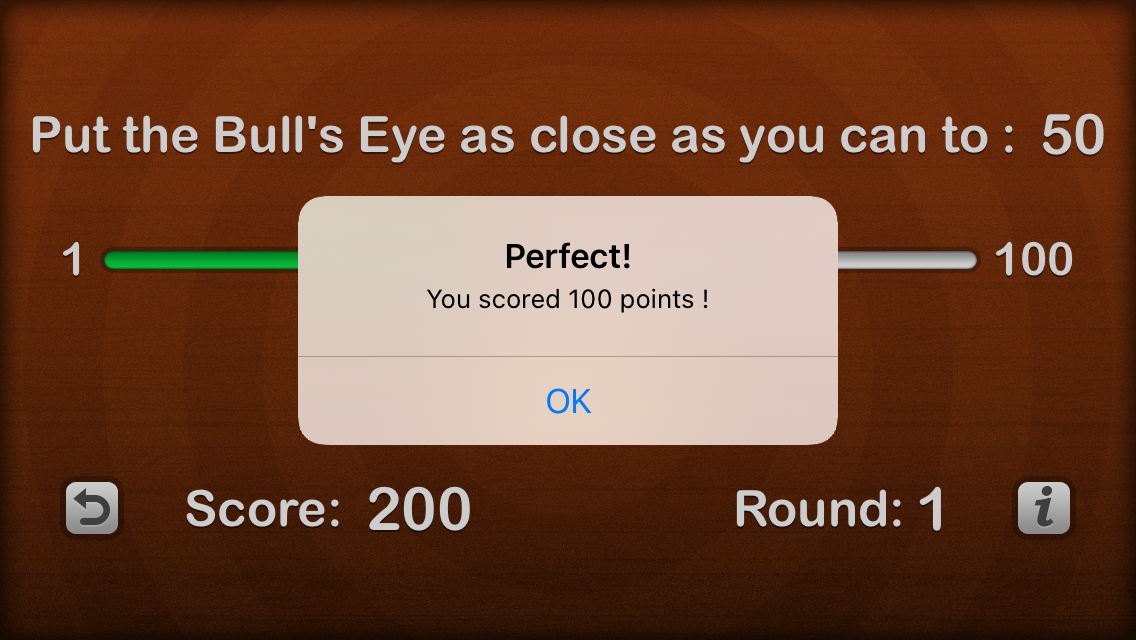 Put the Bull's Eye as close as you can to : 50
1
100
Perfect!
You scored 100 points !
OK
Score: 200
Round: 1
i